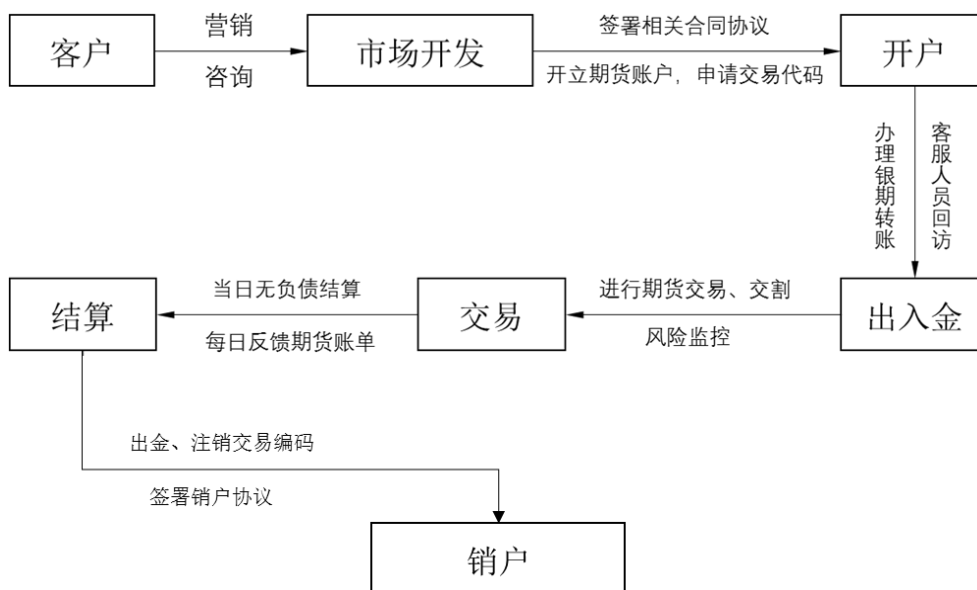 客户
营销
咨询
市场开发
签署相关合同协议
开立期货账户，申请交易代码
开户
办理银期转账
客服人员回访
出入金
进行期货交易、交割
风险监控
交易
当日无负债结算
每日反馈期货账单
结算
出金、注销交易编码
签署销户协议
销户